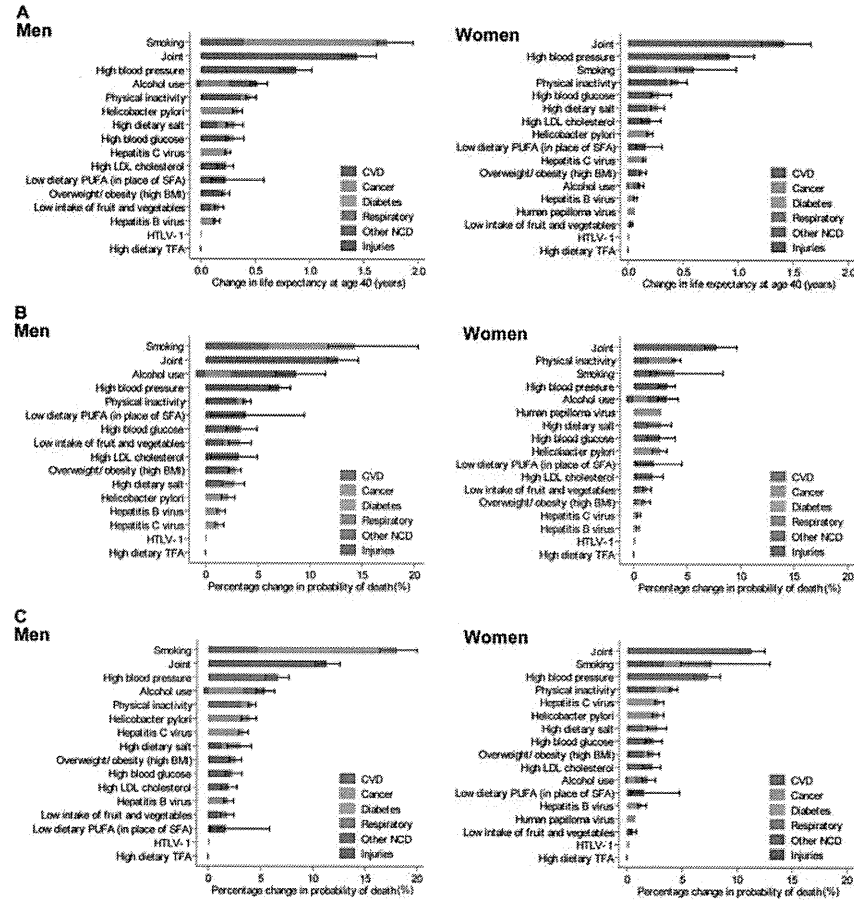 A
Men
Smoking
Joint
High blood pressure
Alcohol use
Physical inactivity
Helicobacter pylori
High dietary salt
High blood glucose
Hepatitis C virus
High LDL cholesterol
Low dietary PUFA (in place of SFA)
Overweight/ obesity (high BMI)
Low intake of fruit and vegetables
Hepatitis B virus
HTLV- 1
High dietary TFA
CVD
Cancer
Diabetes
Respiratory
Other NCD
Injuries
0.0 0.5 1.0 1.5 2.0
Change in life expectancy at age 40 (years)
Women
Joint
High blood pressure
Smoking
Physical inactivity
High blood glucose
High dietary salt
High LDL cholesterol
Helicobacter pylori
Low dietary PUFA (in place of SFA)
Hepatitis C virus
Overweight/ obesity (high BMI)
Alcohol use
Hepatitis B virus
Human papilloma virus
Low intake of fruit and vegetables
HTLV- 1
High dietary TFA
CVD
Cancer
Diabetes
Respiratory
Other NCD
Injuries
0.0 0.5 1.0 1.5 2.0
Change in life expectancy at age 40 (years)
B
Men
Smoking
Joint
Alcohol use
High blood pressure
Physical inactivity
Low dietary PUFA (in place of SFA)
High blood glucose
Low intake of fruit and vegetables
High LDL cholesterol
Overweight/ obesity (high BMI)
High dietary salt
Helicobacter pylori
Hepatitis B virus
Hepatitis C virus
HTLV- 1
High dietary TFA
CVD
Cancer
Diabetes
Respiratory
Other NCD
Injuries
0 5 10 15 20
Percentage change in probability of death (%)
Women
Joint
Physical inactivity
Smoking
High blood pressure
Alcohol use
Human papilloma virus
High dietary salt
High blood glucose
Helicobacter pylori
Low dietary PUFA (in place of SFA)
High LDL cholesterol
Low intake of fruit and vegetables
Overweight/ obesity (high BMI)
Hepatitis C virus
Hepatitis B virus
HTLV- 1
High dietary TFA
CVD
Cancer
Diabetes
Respiratory
Other NCD
Injuries
0 5 10 15 20
Percentage change in probability of death (%)
C
Men
Smoking
Joint
High blood pressure
Alcohol use
Physical inactivity
Helicobacter pylori
Hepatitis C virus
High dietary salt
Overweight/ obesity (high BMI)
High blood glucose
High LDL cholesterol
Hepatitis B virus
Low intake of fruit and vegetables
Low dietary PUFA (in place of SFA)
HTLV- 1
High dietary TFA
CVD
Cancer
Diabetes
Respiratory
Other NCD
Injuries
0 5 10 15 20
Percentage change in probability of death (%)
Women
Joint
Smoking
High blood pressure
Physical inactivity
Hepatitis C virus
Helicobacter pylori
High dietary salt
High blood glucose
Overweight/ obesity (high BMI)
High LDL cholesterol
Alcohol use
Low dietary PUFA (in place of SFA)
Hepatitis B virus
Human papilloma virus
Low intake of fruit and vegetables
HTLV- 1
High dietary TFA
CVD
Cancer
Diabetes
Respiratory
Other NCD
Injuries
0 5 10 15 20
Percentage change in probability of death (%)